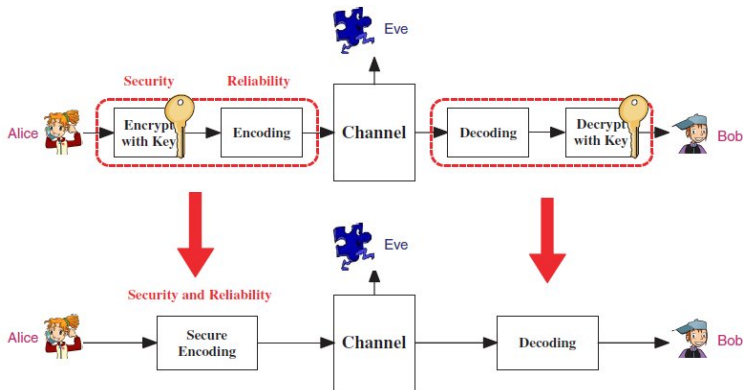 Eve
Security Reliability
Alice
Encrypt
with Key
Encoding
Channel
Decoding
Decrypt
with Key
Bob
Eve
Security and Reliability
Alice
Secure
Encoding
Channel
Decoding
Bob